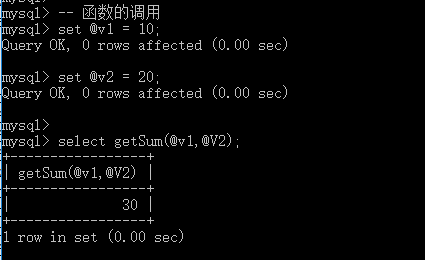 mysql> -- 函数的调用
mysql> set @v1 = 10;
Query OK, 0 rows affected (0.00 sec)
mysql> set @v2 = 20;
Query OK, 0 rows affected (0.00 sec)
mysql>
mysql> select getSum(@v1,@V2);
+-----------------+
| getSum(@v1,@V2) |
+-----------------+
|              30 |
+-----------------+
1 row in set (0.00 sec)